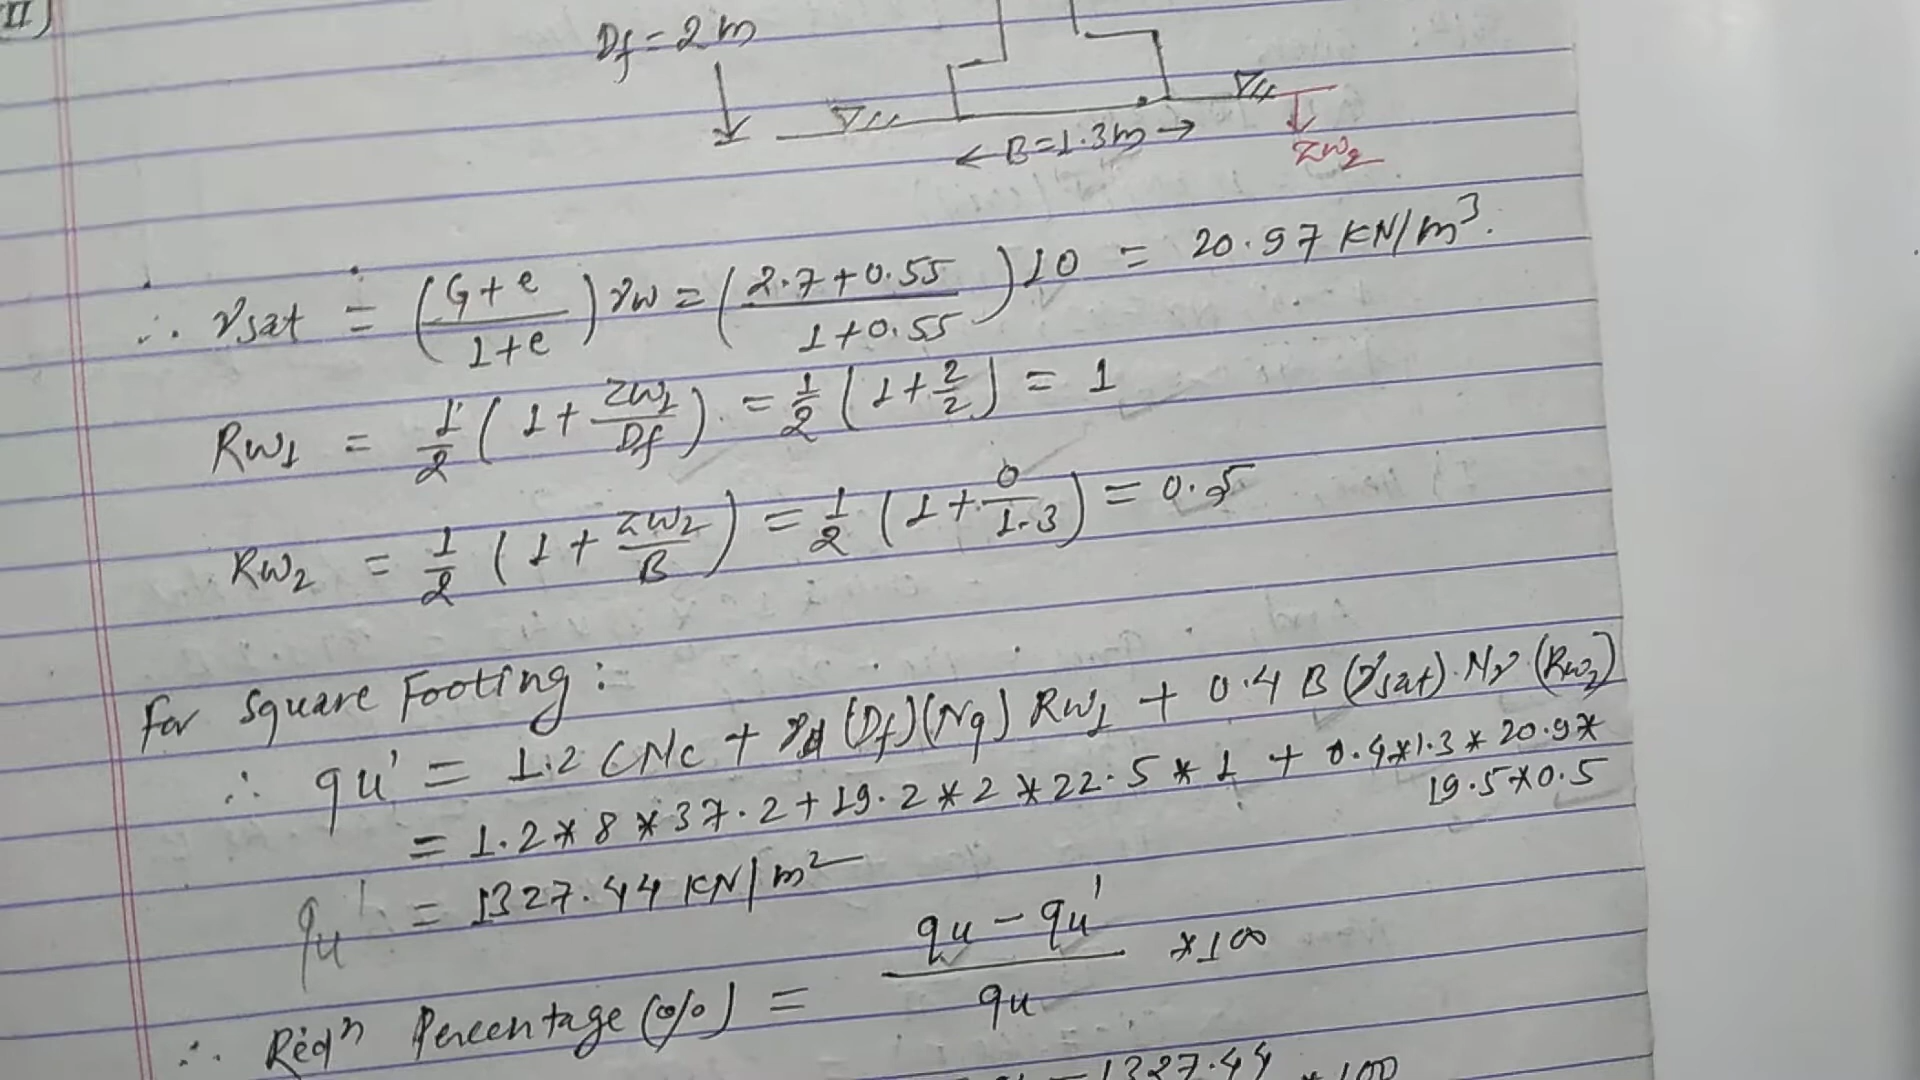 II)
Df = 2 m
← B = 1.3m →
Zw₂
∴ γsat = (G+e / 1+e) γw = (2.7+0.55 / 1+0.55) 10 = 20.97 KN/m³.
Rw₁ = 1/2 (1 + Zw₁/Df) = 1/2 (1 + 2/2) = 1
Rw₂ = 1/2 (1 + Zw₂/B) = 1/2 (1 + 0/1.3) = 0.5
For Square Footing :
∴ qu' = 1.2 CNc + γd (Df)(Nq) Rw₁ + 0.4 B (γsat).Nγ.(Rw₂)
= 1.2 * 8 * 37.2 + 19.2 * 2 * 22.5 * 1 + 0.4*1.3 * 20.9*
19.5*0.5
qu' = 1327.44 KN/m²
∴ Redⁿ Percentage (%) = qu - qu' / qu * 100
- 1327.44 * 100